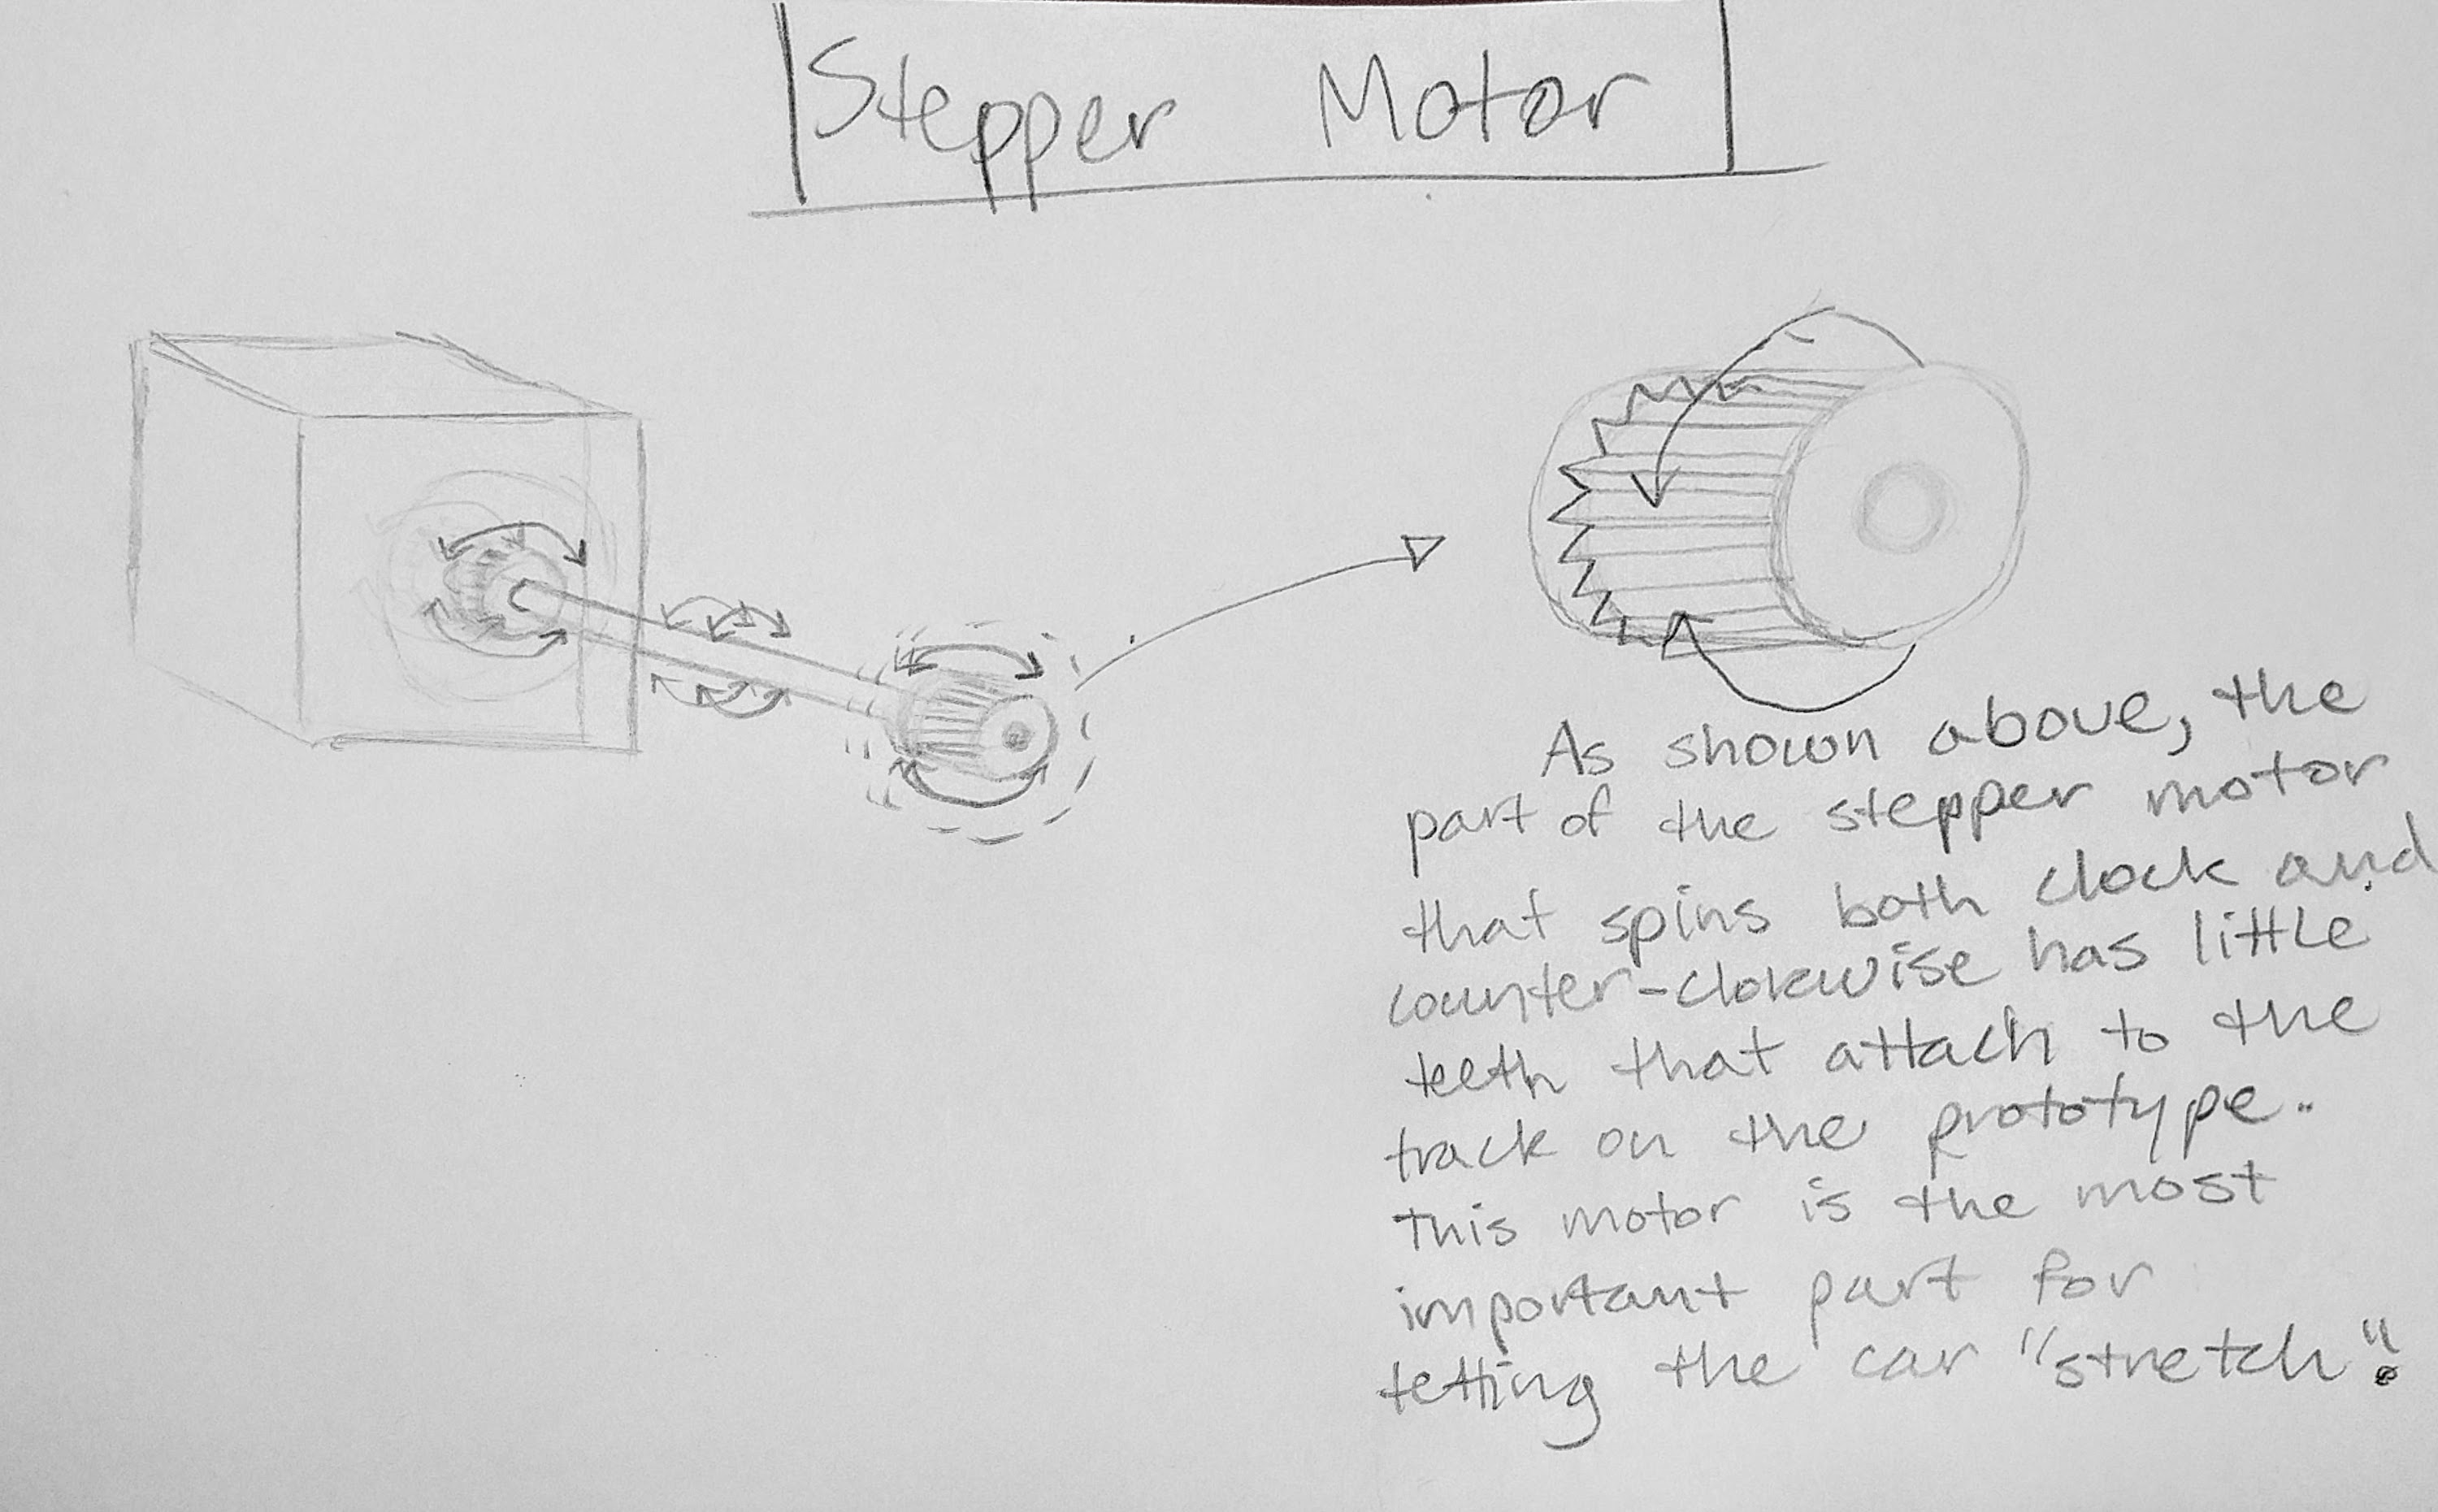 Stepper Motor
As shown above, the
part of the stepper motor
that spins both clock and
counter-clokwise has little
teeth that attach to the
track on the prototype.
This motor is the most
important part for
tetting the car "stretch".